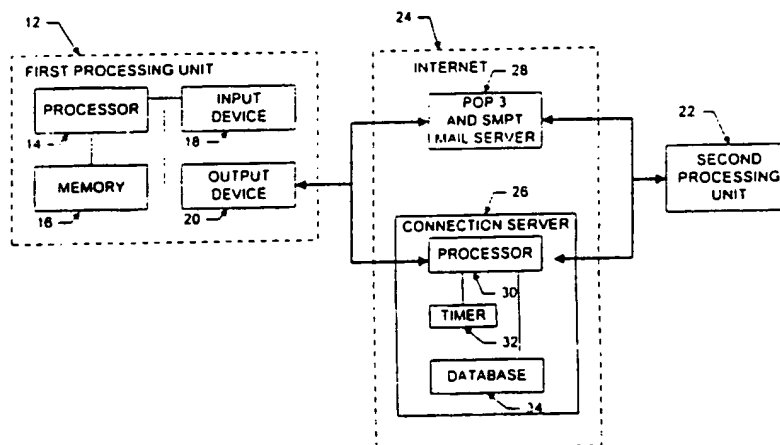 12
FIRST PROCESSING UNIT
PROCESSOR
14
INPUT
DEVICE
18
MEMORY
16
OUTPUT
DEVICE
20
24
INTERNET
28
POP 3
AND SMPT
MAIL SERVER
26
CONNECTION SERVER
PROCESSOR
30
TIMER
32
DATABASE
34
22
SECOND
PROCESSING
UNIT